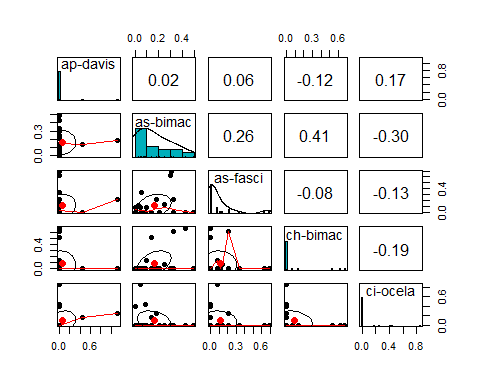 0.0 0.2 0.4
0.0 0.4
ap-davis
0.02
0.06
-0.12
0.17
0.0 0.8
0.0 0.3
as-bimac
0.26
0.41
-0.30
as-fasci
-0.08
-0.13
0.0 0.4
0.0 0.4
ch-bimac
-0.19
ci-ocela
0.0 0.6
0.0 0.6
0.0 0.4
0.0 0.4 0.8